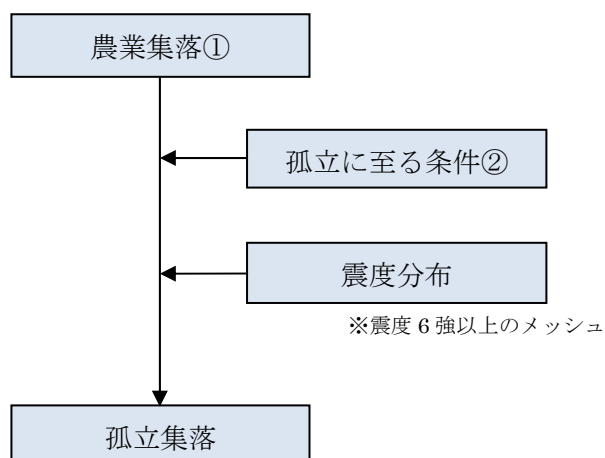 農業集落①
孤立に至る条件②
震度分布
※震度 6 強以上のメッシュ
孤立集落